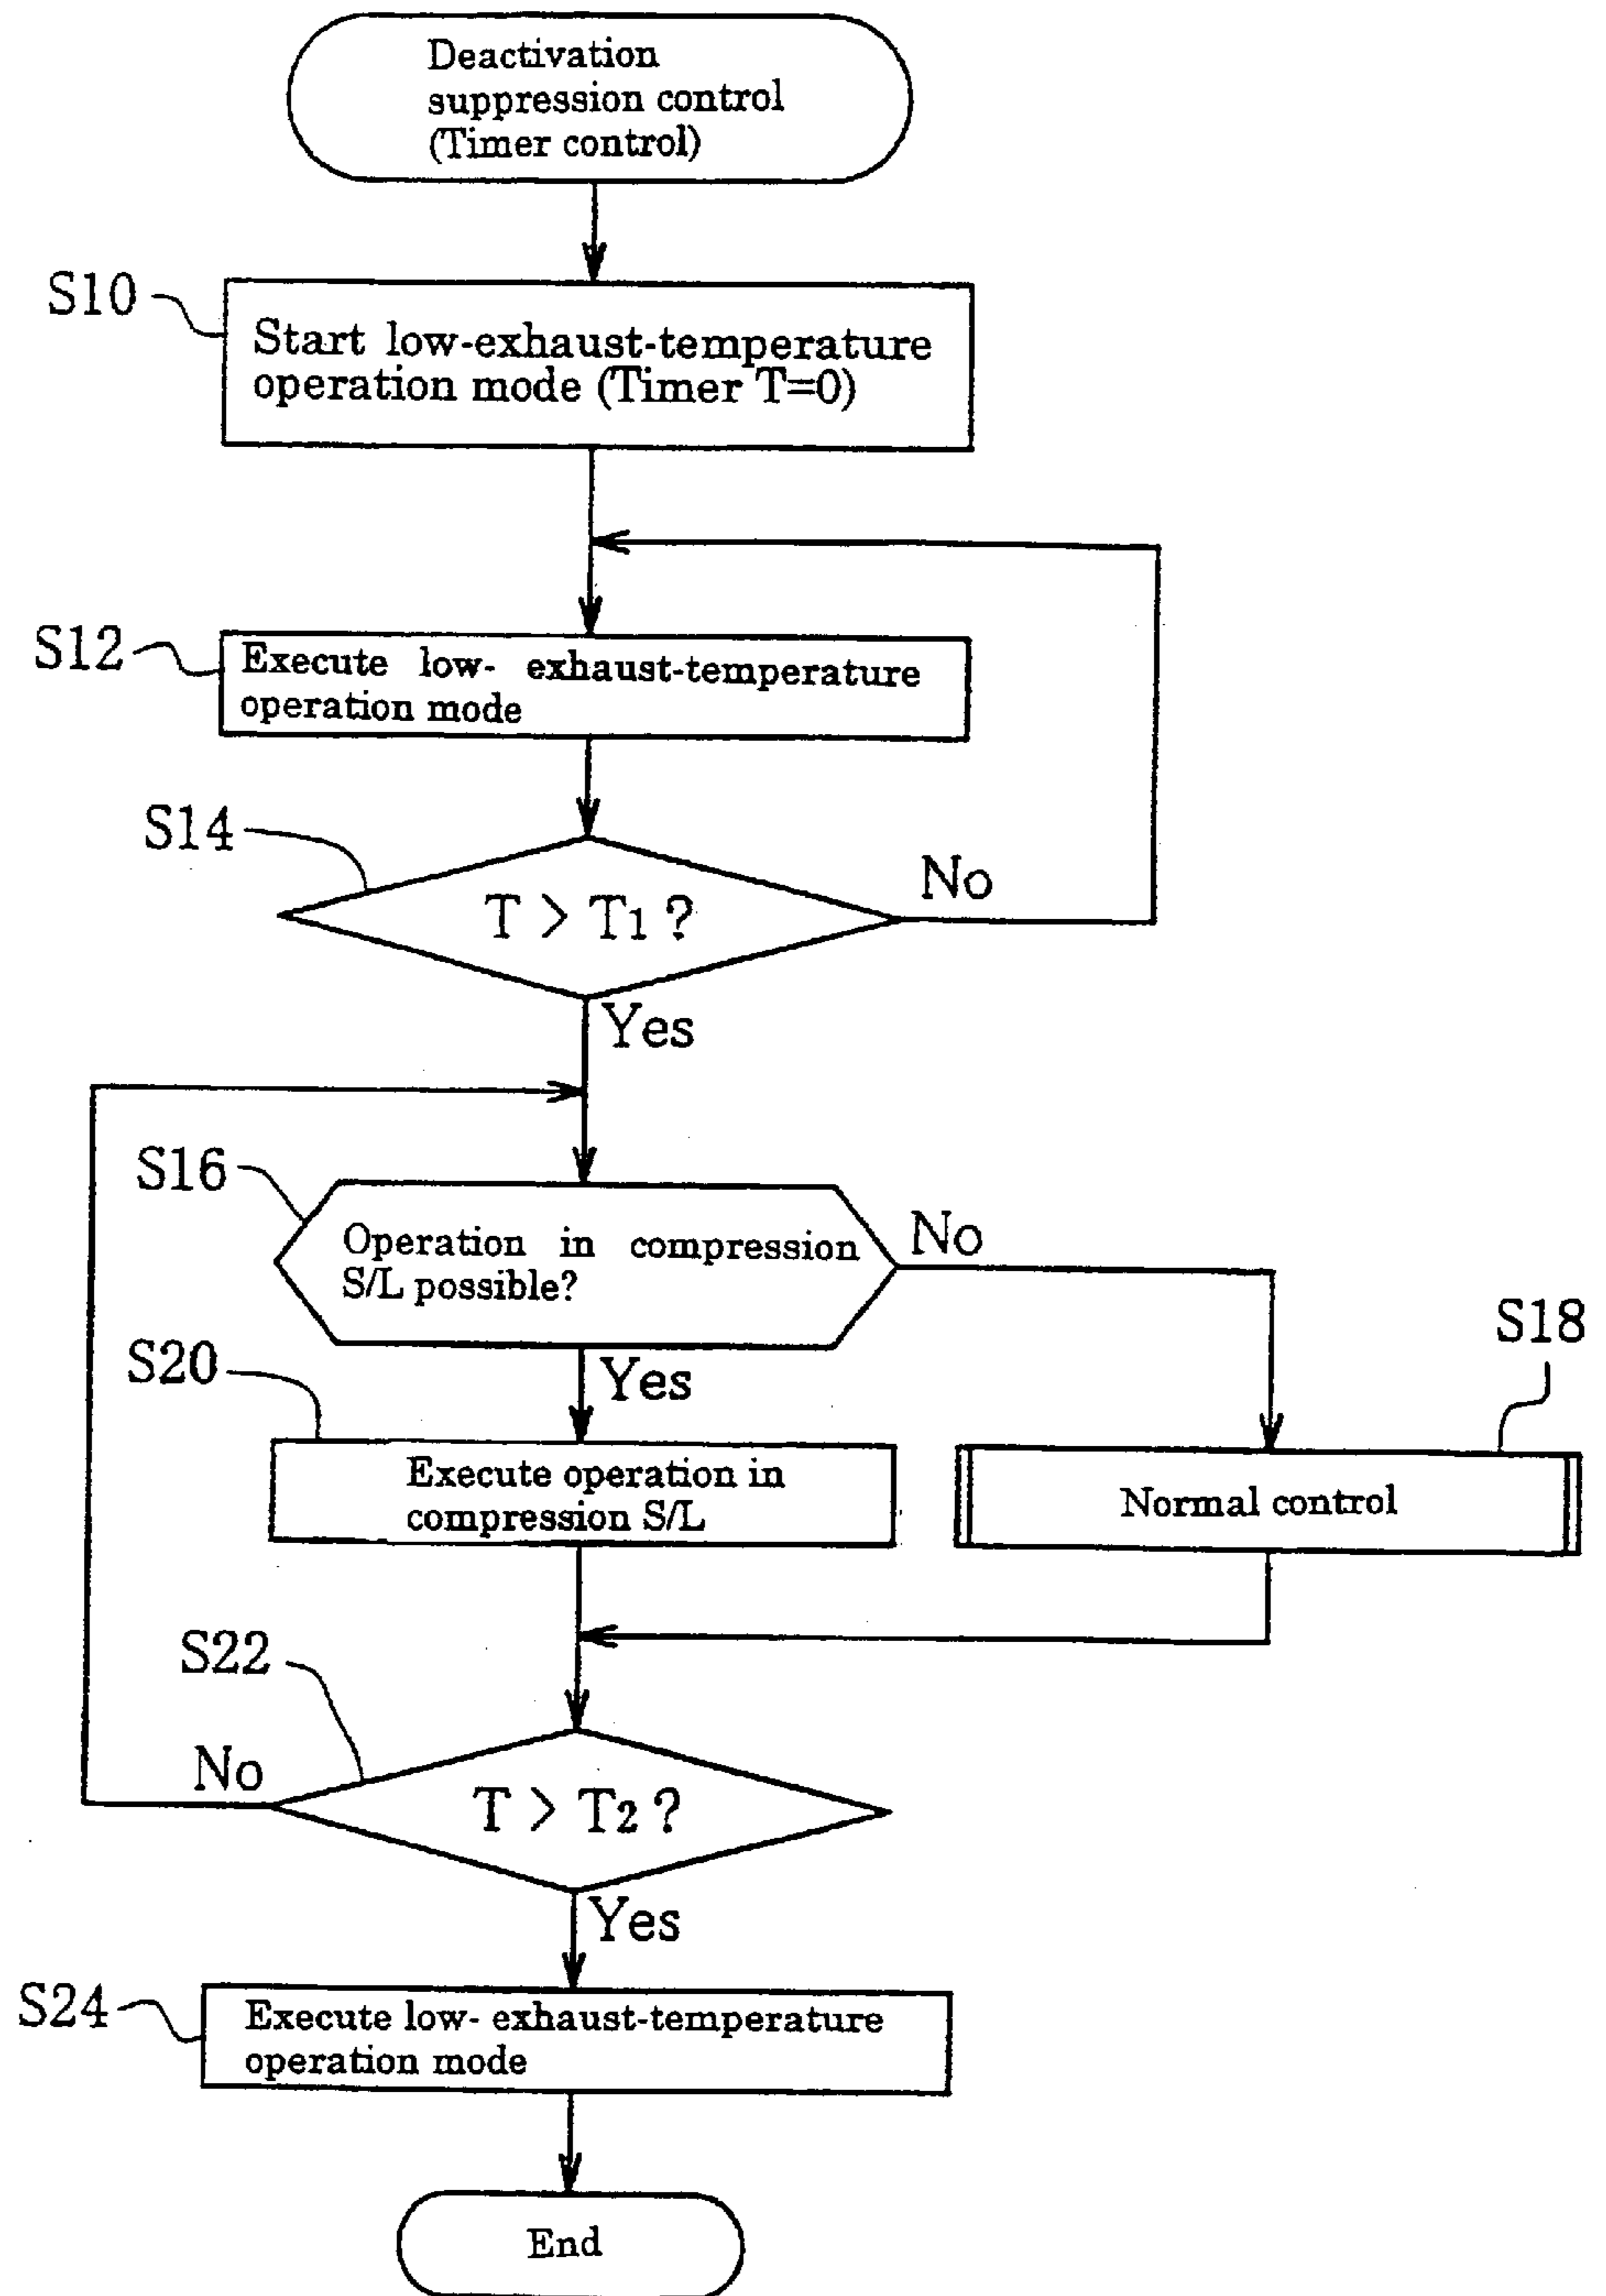 Deactivation
suppression control
(Timer control)
S10
Start low-exhaust-temperature
operation mode (Timer T=0)
S12
Execute low- exhaust-temperature
operation mode
S14
T > T1 ?
No
Yes
S16
Operation in compression
S/L possible?
No
S18
S20
Yes
Execute operation in
compression S/L
Normal control
S22
No
T > T2 ?
Yes
S24
Execute low- exhaust-temperature
operation mode
End